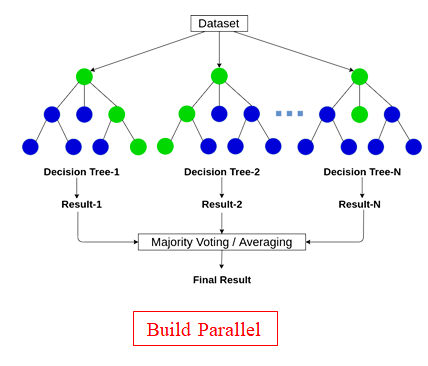 Dataset
Decision Tree-1 Decision Tree-2 Decision Tree-N
Result-1 Result-2 Result-N
Majority Voting / Averaging
Final Result
Build Parallel